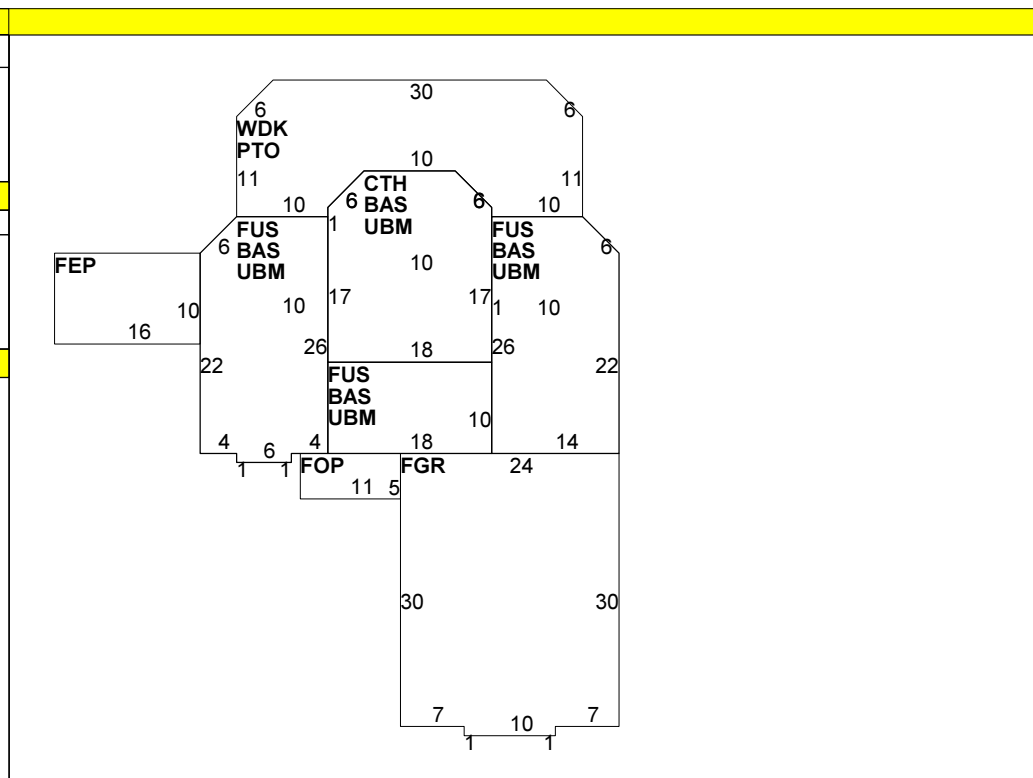 30
6 6
WDK
PTO
10
11 11
CTH
6 6
BAS
10 10
UBM
1
FUS FUS
6 6
BAS BAS
FEP
UBM UBM
10
17 17
10 10 1 10
16
26 18 26
22 22
FUS
BAS
UBM
10
4 6 4 18 14
1 1 FOP FGR 24
11 5
30 30
7 10 7
1 1